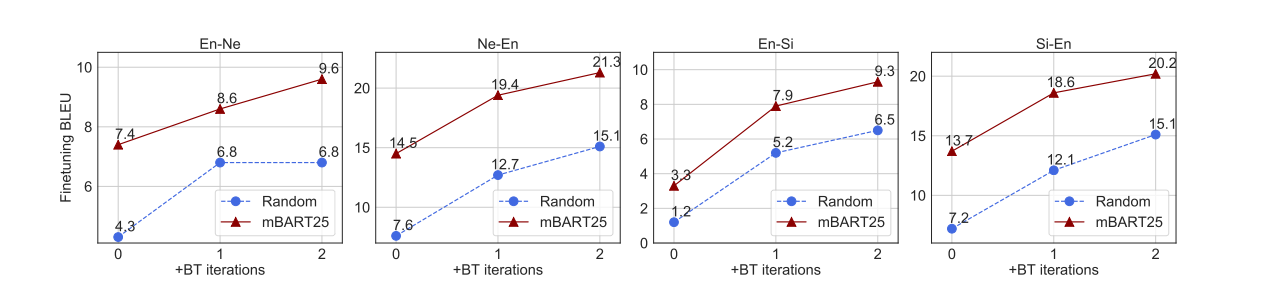 En-Ne
Finetuning BLEU
10
8
6
7.4
8.6
9.6
4.3
6.8
6.8
Random
mBART25
0 1 2
+BT iterations
Ne-En
20
15
10
14.5
19.4
21.3
7.6
12.7
15.1
Random
mBART25
0 1 2
+BT iterations
En-Si
10
8
6
4
2
0
3.3
7.9
9.3
1.2
5.2
6.5
Random
mBART25
0 1 2
+BT iterations
Si-En
20
15
10
13.7
18.6
20.2
7.2
12.1
15.1
Random
mBART25
0 1 2
+BT iterations